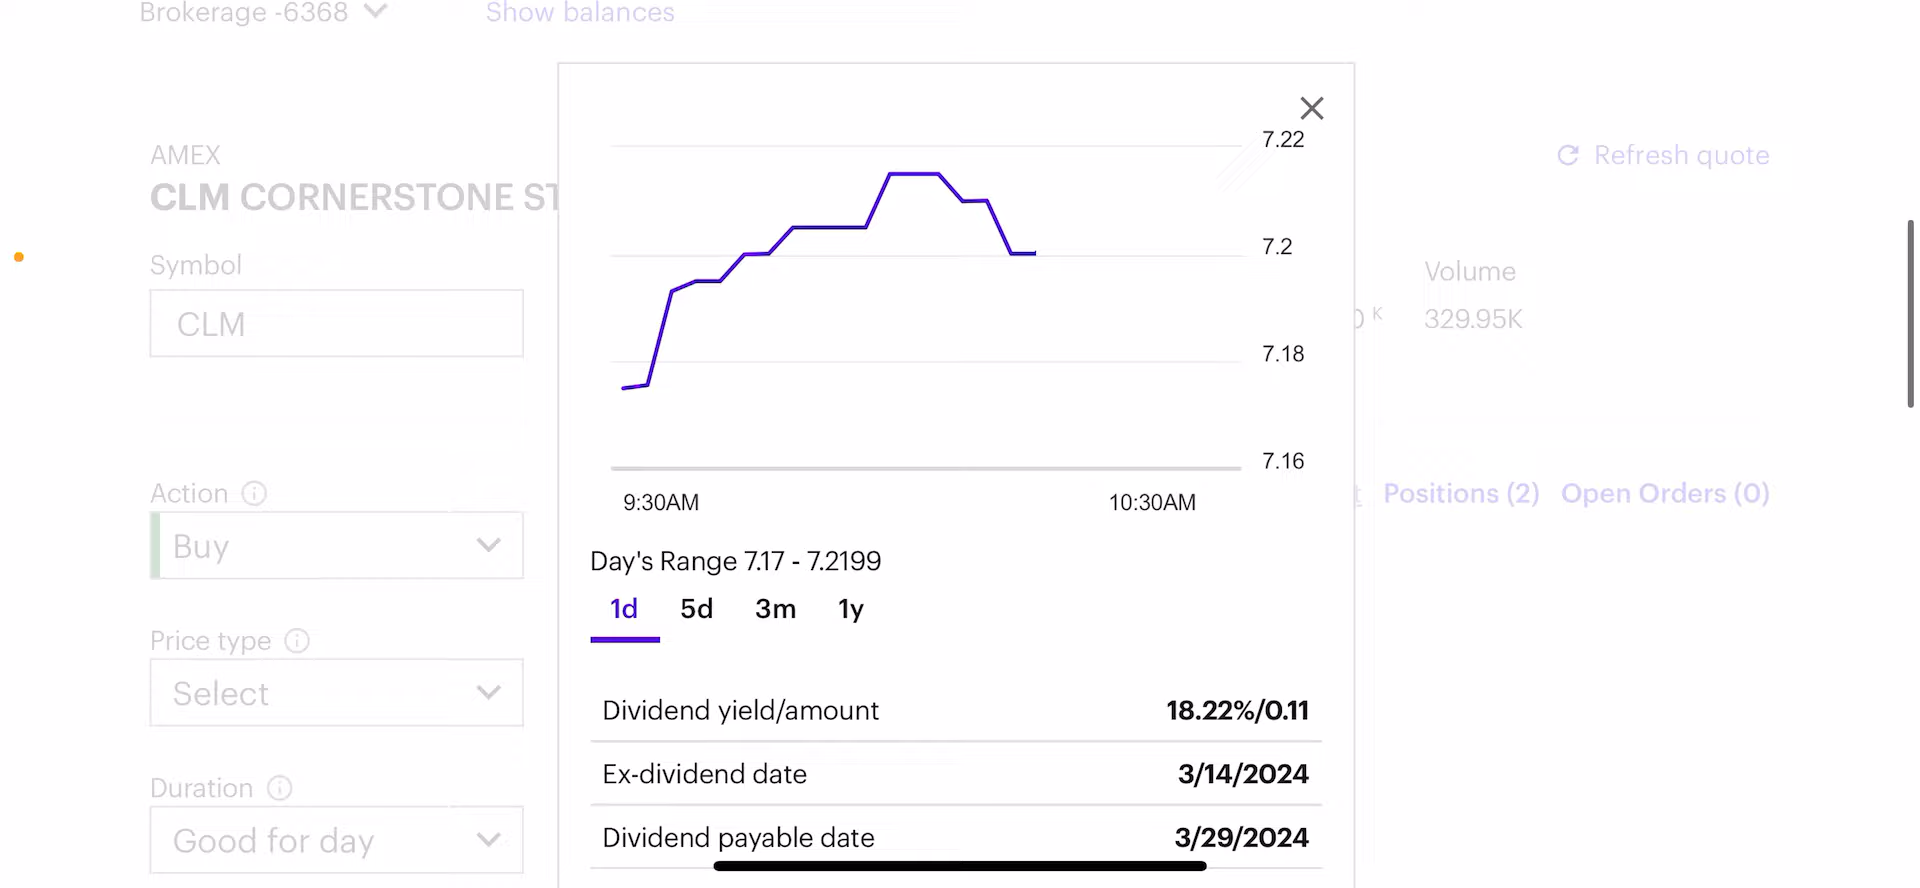 Brokerage -6368
Show balances
AMEX
CLM CORNERSTONE ST
Refresh quote
Symbol
CLM
Volume
K
329.95K
7.22
7.2
7.18
7.16
9:30AM
10:30AM
Action
Buy
Positions (2)
Open Orders (0)
Day's Range 7.17 - 7.2199
1d
5d
3m
1y
Price type
Select
Dividend yield/amount
18.22%/0.11
Ex-dividend date
3/14/2024
Duration
Good for day
Dividend payable date
3/29/2024